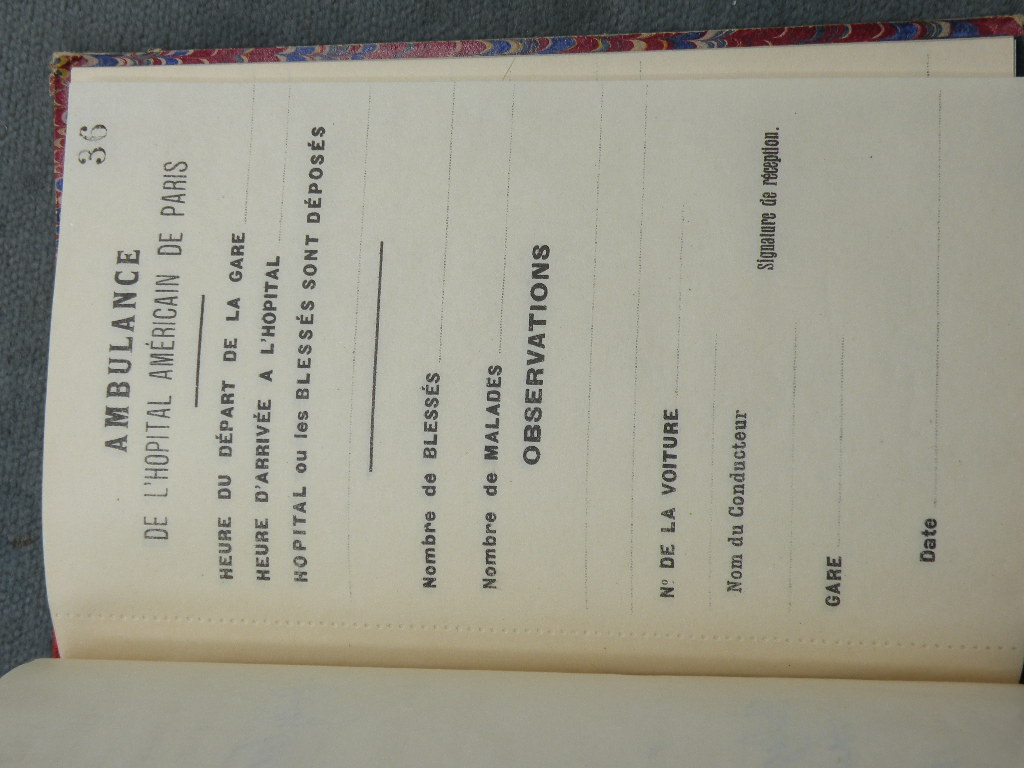 36
AMBULANCE
DE L'HOPITAL AMÉRICAIN DE PARIS
HEURE DU DÉPART DE LA GARE
HEURE D'ARRIVÉE A L'HOPITAL
HOPITAL ou les BLESSÉS SONT DÉPOSÉS
Nombre de BLESSÉS
Nombre de MALADES
OBSERVATIONS
N° DE LA VOITURE
Nom du Conducteur
Signature de réception.
GARE
Date